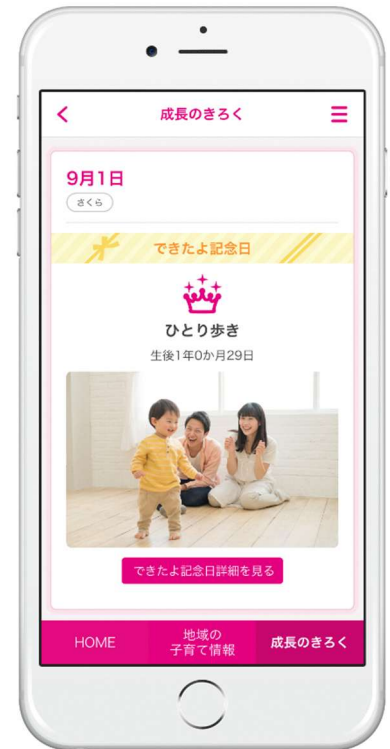 成長のきろく
9月1日
さくら
できたよ記念日
ひとり歩き
生後1年0か月29日
できたよ記念日詳細を見る
HOME
地域の
子育て情報
成長のきろく